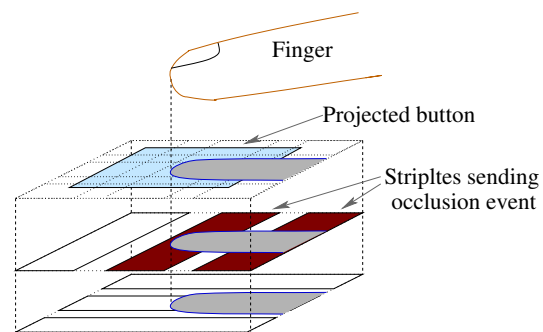 Finger
Projected button
Stripltes sending
occlusion event